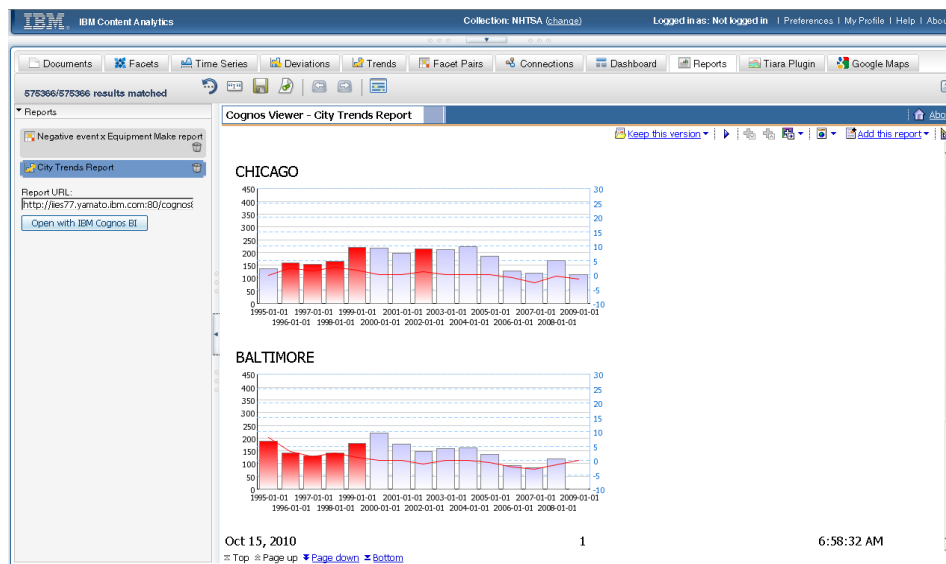 IBM. IBM Content Analytics Collection: NHTSA (change) Logged in as: Not logged in | Preferences | My Profile | Help | Abou
Documents Facets Time Series Deviations Trends Facet Pairs Connections Dashboard Reports Tiara Plugin Google Maps
575366/575366 results matched
Reports
Negative event x Equipment Make report
City Trends Report
Report URL:
http://iies77.yamato.ibm.com:80/cognos
Open with IBM Cognos BI
Cognos Viewer - City Trends Report Abou
Keep this version Add this report
CHICAGO
450 30
400 25
350 20
300 15
250 10
200 5
150 0
100 -5
50 -10
0
1995-01-01 1997-01-01 1999-01-01 2001-01-01 2003-01-01 2005-01-01 2007-01-01 2009-01-01
1996-01-01 1998-01-01 2000-01-01 2002-01-01 2004-01-01 2006-01-01 2008-01-01
BALTIMORE
450 30
400 25
350 20
300 15
250 10
200 5
150 0
100 -5
50 -10
0
1995-01-01 1997-01-01 1999-01-01 2001-01-01 2003-01-01 2005-01-01 2007-01-01 2009-01-01
1996-01-01 1998-01-01 2000-01-01 2002-01-01 2004-01-01 2006-01-01 2008-01-01
Oct 15, 2010 1 6:58:32 AM
Top Page up Page down Bottom